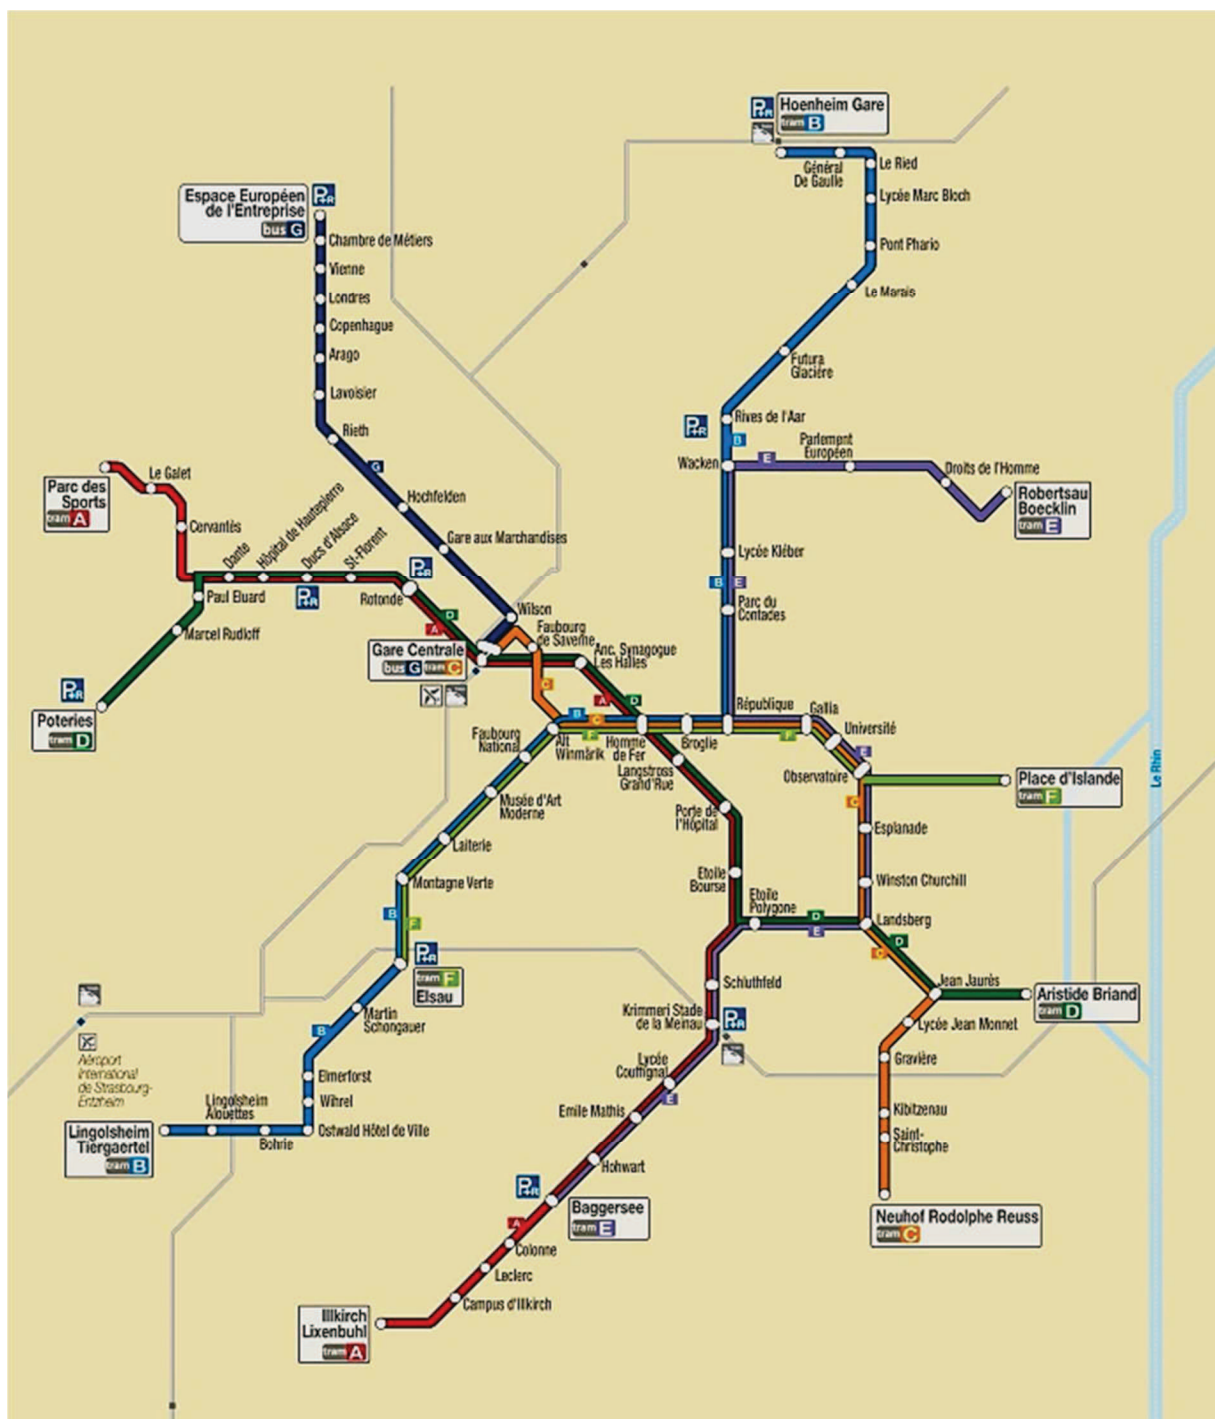 P+R
Hoenheim Gare
tram B
Général
De Gaulle
Le Ried
Lycée Marc Bloch
Pont Phario
Le Marais
Futura
Glacière
Rives de l'Aar
P+R
B
Wacken
E
Parlement
Européen
Droits de l'Homme
Robertsau
Boecklin
tram E
Lycée Kléber
B
E
Parc du
Contades
Espace Européen
de l'Entreprise
bus G
P+R
Chambre de Métiers
Vienne
Londres
Copenhague
Arago
Lavoisier
Rieth
G
Hochfelden
Gare aux Marchandises
Wilson
Parc des
Sports
tram A
Le Galet
Cervantés
Dante
Hôpital de Hautepierre
Ducs d'Alsace
St-Florent
P+R
P+R
Rotonde
Paul Eluard
Marcel Rudloff
P+R
Poteries
tram D
D
A
Gare Centrale
bus G tram C
Faubourg
de Saverne
Anc. Synagogue
Les Halles
C
A
D
République
Gallia
Université
B
C
F
F
E
Faubourg
National
Alt
Winmärik
Homme
de Fer
Broglie
Langstross
Grand'Rue
Observatoire
Place d'Islande
tram F
Le Rhin
Musée d'Art
Moderne
Porte de
l'Hôpital
C
Esplanade
Laiterie
Montagne Verte
Etoile
Bourse
Etoile
Polygone
Winston Churchill
Landsberg
D
E
D
C
B
F
P+R
tram F
Elsau
Martin
Schongauer
B
Schluthfeld
Jean Jaurès
Aristide Briand
tram D
Krimmeri Stade
de la Meinau
P+R
Lycée Jean Monnet
Gravière
Aéroport
International
de Strasbourg-
Entzheim
Elmerforst
Wihrel
Lycée
Couffignal
E
Lingolsheim
Tiergaertel
tram B
Lingolsheim
Alouettes
Bohrie
Ostwald Hôtel de Ville
Emile Mathis
Kibitzenau
Saint-
Christophe
Hohwart
P+R
Baggersee
tram E
Neuhof Rodolphe Reuss
tram C
A
Colonne
Leclerc
Campus d'Illkirch
Illkirch
Lixenbuhl
tram A